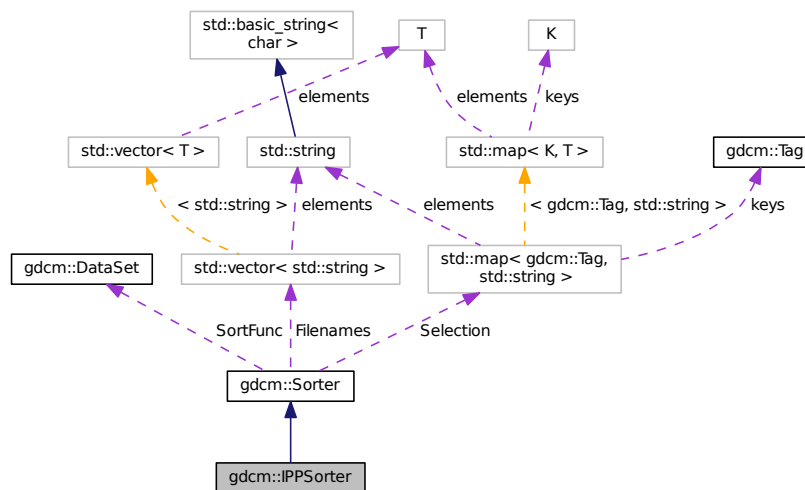 std::basic_string<
char >
T
K
elements
elements
keys
std::vector< T >
std::string
std::map< K, T >
gdcm::Tag
< std::string >
elements
elements
< gdcm::Tag, std::string >
keys
gdcm::DataSet
std::vector< std::string >
std::map< gdcm::Tag,
std::string >
SortFunc
Filenames
Selection
gdcm::Sorter
gdcm::IPPSorter